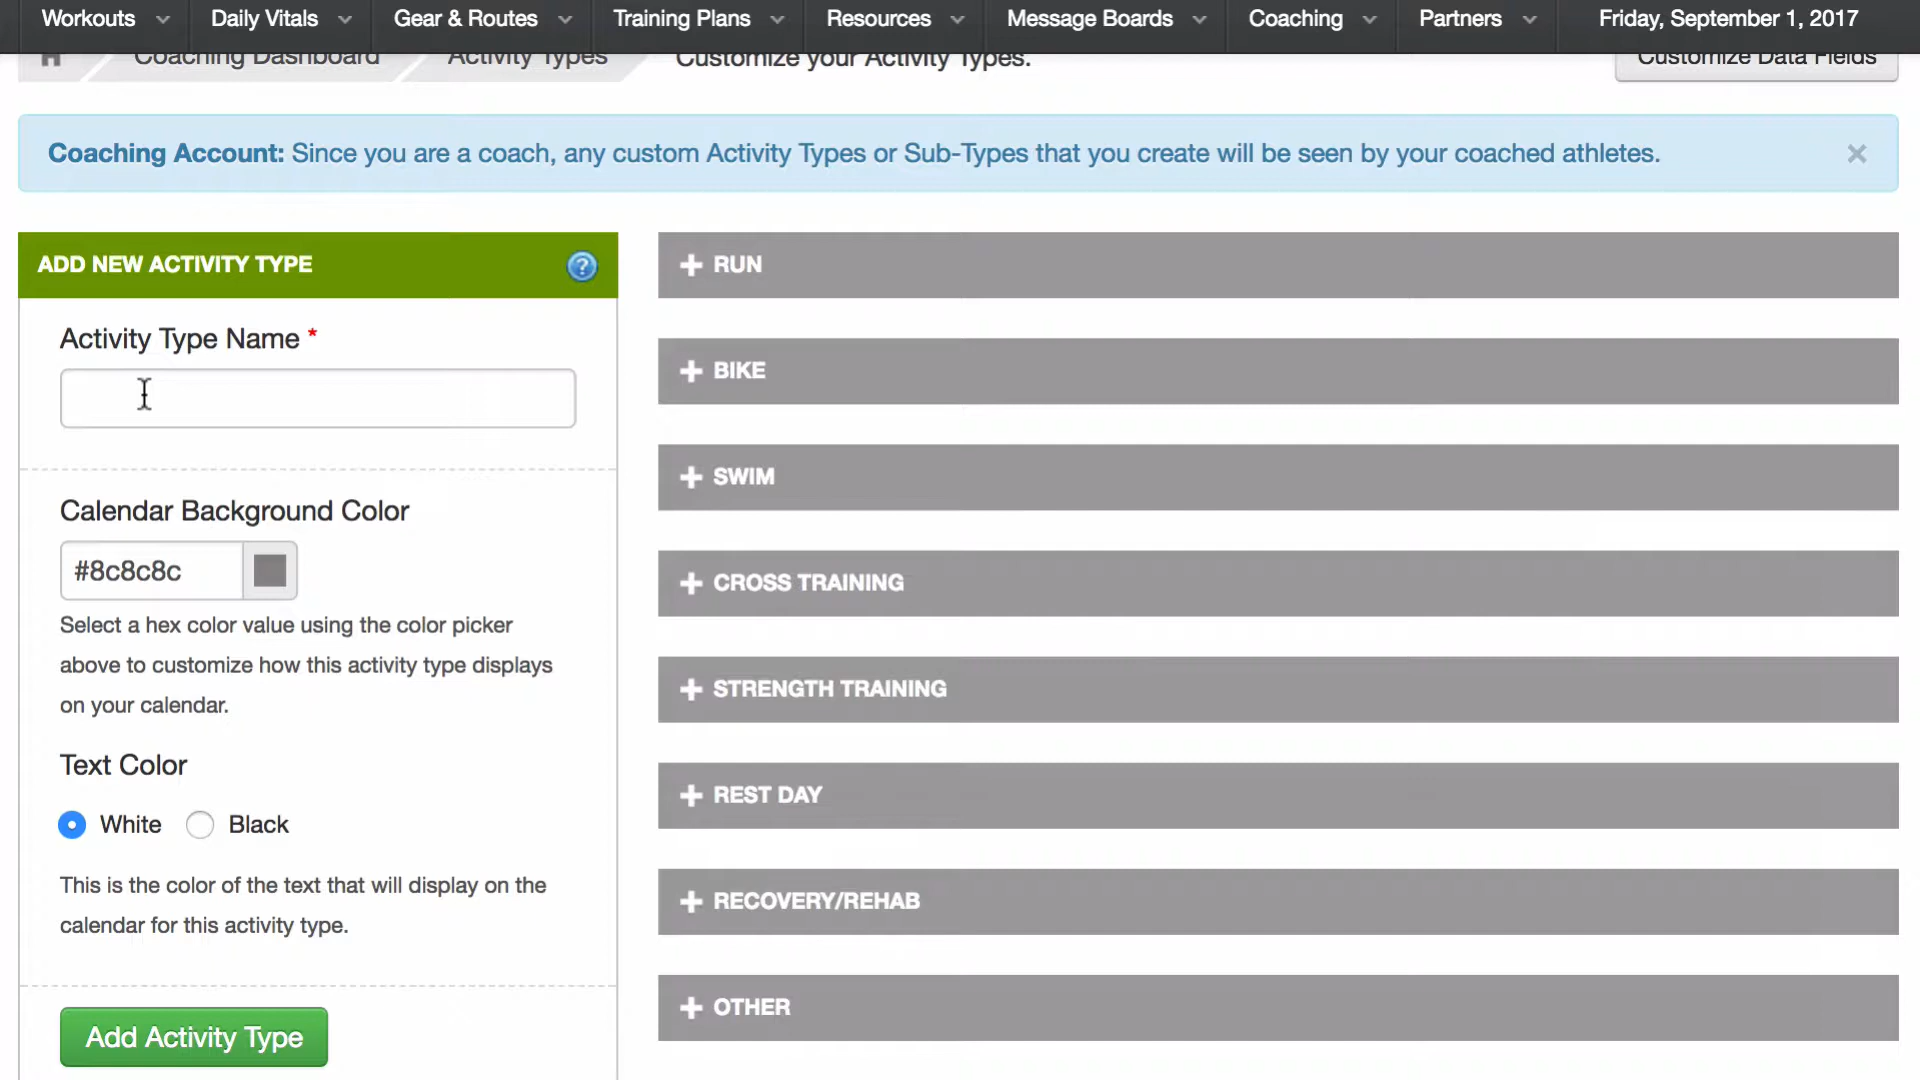 Workouts Daily Vitals Gear & Routes Training Plans Resources Message Boards Coaching Partners Friday, September 1, 2017
Coaching Dashboard Activity Types Customize your Activity Types. Customize Data Fields
Coaching Account: Since you are a coach, any custom Activity Types or Sub-Types that you create will be seen by your coached athletes. ×
ADD NEW ACTIVITY TYPE ?
Activity Type Name *
Calendar Background Color
#8c8c8c
Select a hex color value using the color picker
above to customize how this activity type displays
on your calendar.
Text Color
White Black
This is the color of the text that will display on the
calendar for this activity type.
Add Activity Type
RUN
BIKE
SWIM
CROSS TRAINING
STRENGTH TRAINING
REST DAY
RECOVERY/REHAB
OTHER